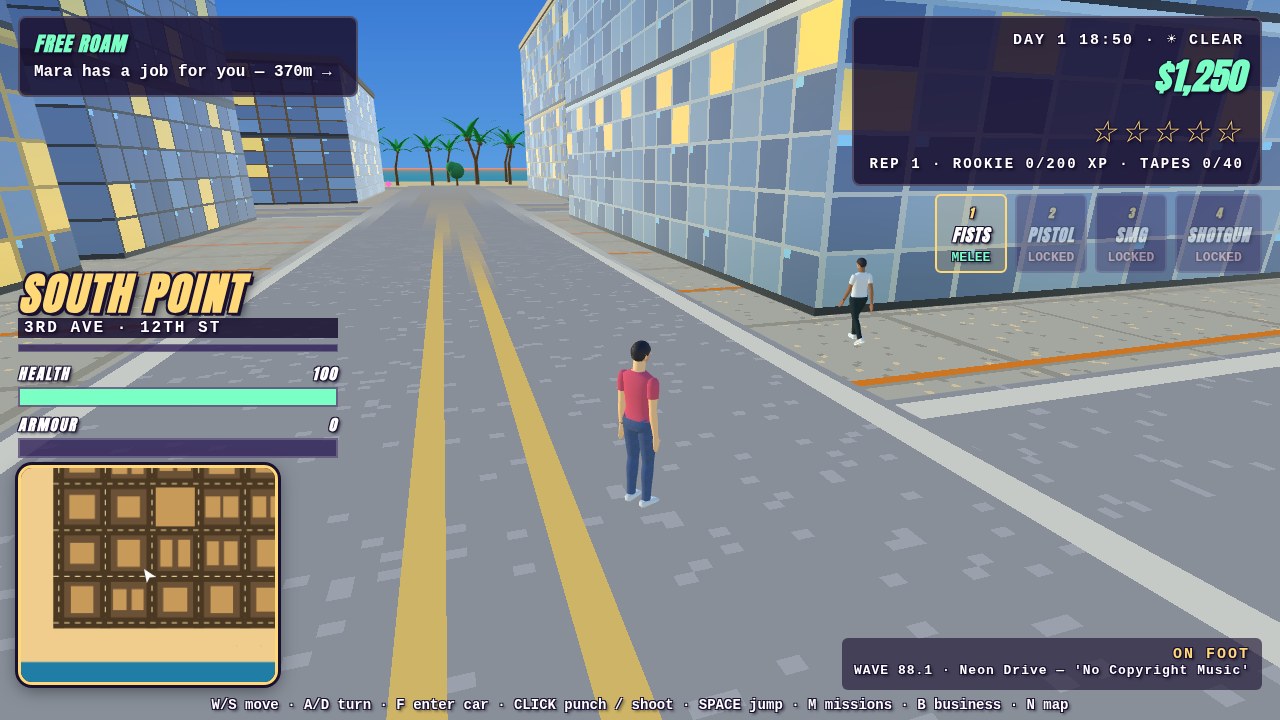 FREE ROAM
Mara has a job for you — 370m →
DAY 1 18:50 · ☀ CLEAR
$1,250
☆ ☆ ☆ ☆ ☆
REP 1 · ROOKIE 0/200 XP · TAPES 0/40
1
FISTS
MELEE
2
PISTOL
LOCKED
3
SMG
LOCKED
4
SHOTGUN
LOCKED
SOUTH POINT
3RD AVE · 12TH ST
HEALTH 100
ARMOUR 0
ON FOOT
WAVE 88.1 · Neon Drive — 'No Copyright Music'
W/S move · A/D turn · F enter car · CLICK punch / shoot · SPACE jump · M missions · B business · N map